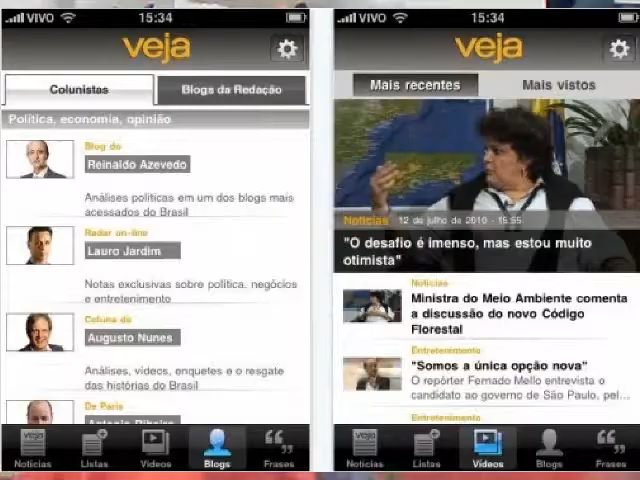 VIVO 15:34
veja
Colunistas Blogs da Redação
Política, economia, opinião
Blog do
Reinaldo Azevedo
Análises políticas em um dos blogs mais
acessados do Brasil
Radar on-line
Lauro Jardim
Notas exclusivas sobre política, negócios
e entretenimento
Coluna de
Augusto Nunes
Análises, vídeos, enquetes e o resgate
das histórias do Brasil
De Paris
Antonio Ribeiro
veja
Notícias Listas Vídeos Blogs Frases
VIVO 15:34
veja
Mais recentes Mais vistos
Notícias 12 de julho de 2010 - 15:55
"O desafio é imenso, mas estou muito
otimista"
Notícias
Ministra do Meio Ambiente comenta
a discussão do novo Código
Florestal
Entretenimento
"Somos a única opção nova"
O repórter Fernado Mello entrevista o
candidato ao governo de São Paulo, pel...
Entretenimento
veja
Notícias Listas Vídeos Blogs Frases